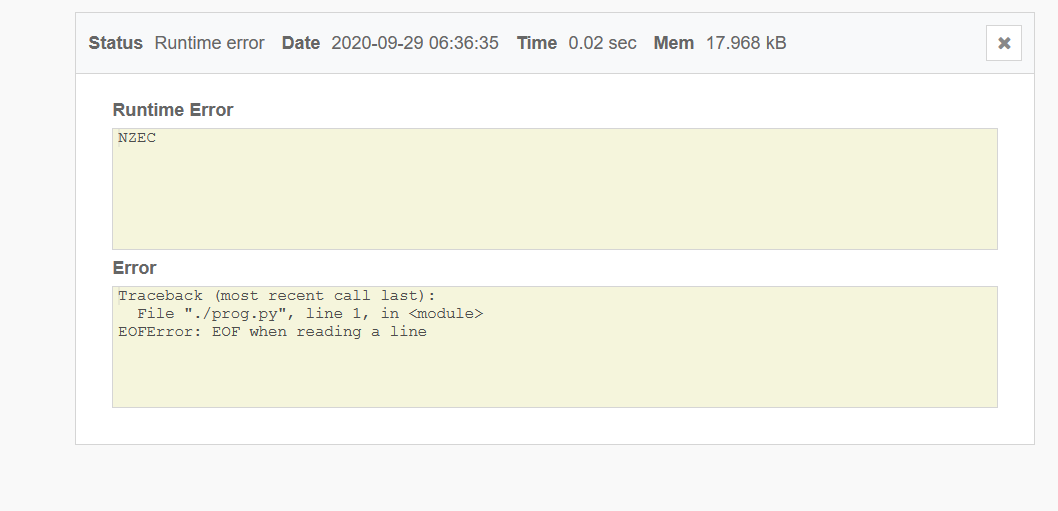 Status Runtime error Date 2020-09-29 06:36:35 Time 0.02 sec Mem 17.968 kB
Runtime Error
NZEC
Error
Traceback (most recent call last):
  File "./prog.py", line 1, in <module>
EOFError: EOF when reading a line